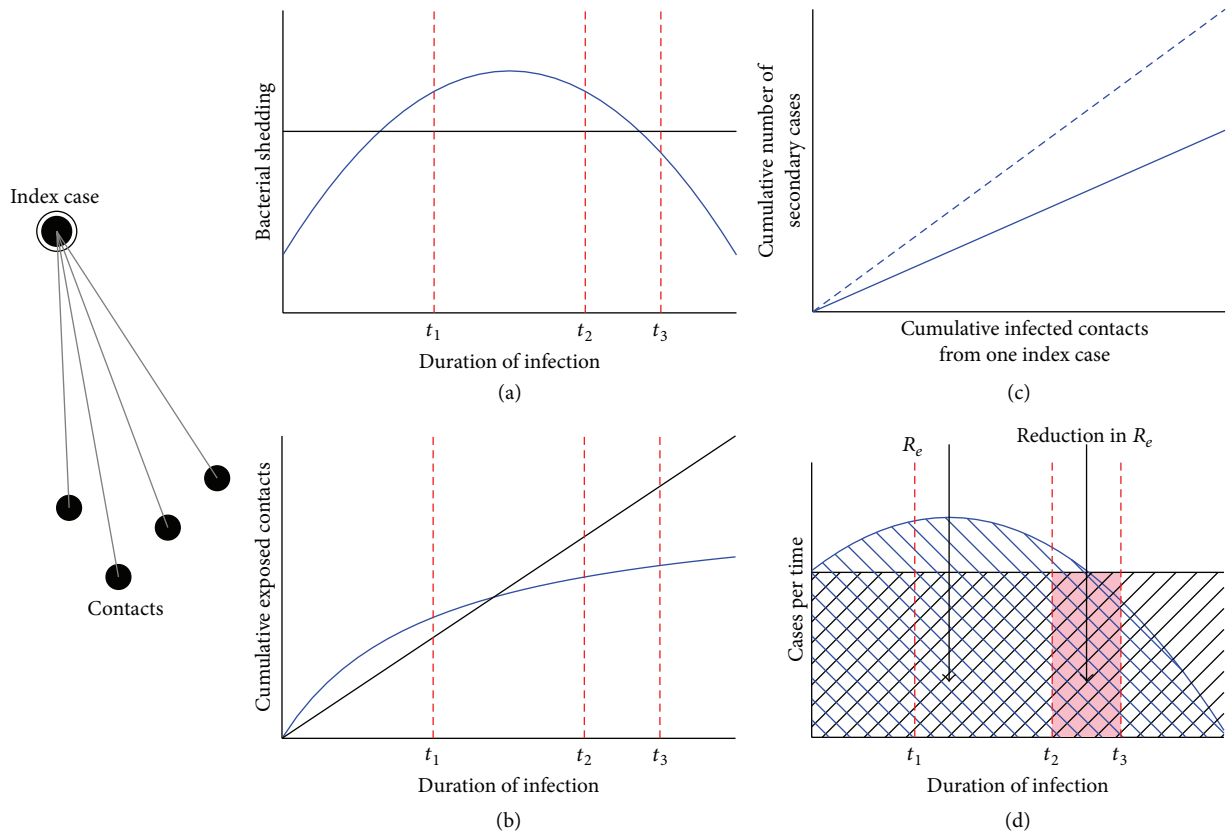 Index case
Contacts
Bacterial shedding
t1 t2 t3
Duration of infection
(a)
Cumulative exposed contacts
t1 t2 t3
Duration of infection
(b)
Cumulative number of
secondary cases
Cumulative infected contacts
from one index case
(c)
Re
Reduction in Re
Cases per time
t1 t2 t3
Duration of infection
(d)